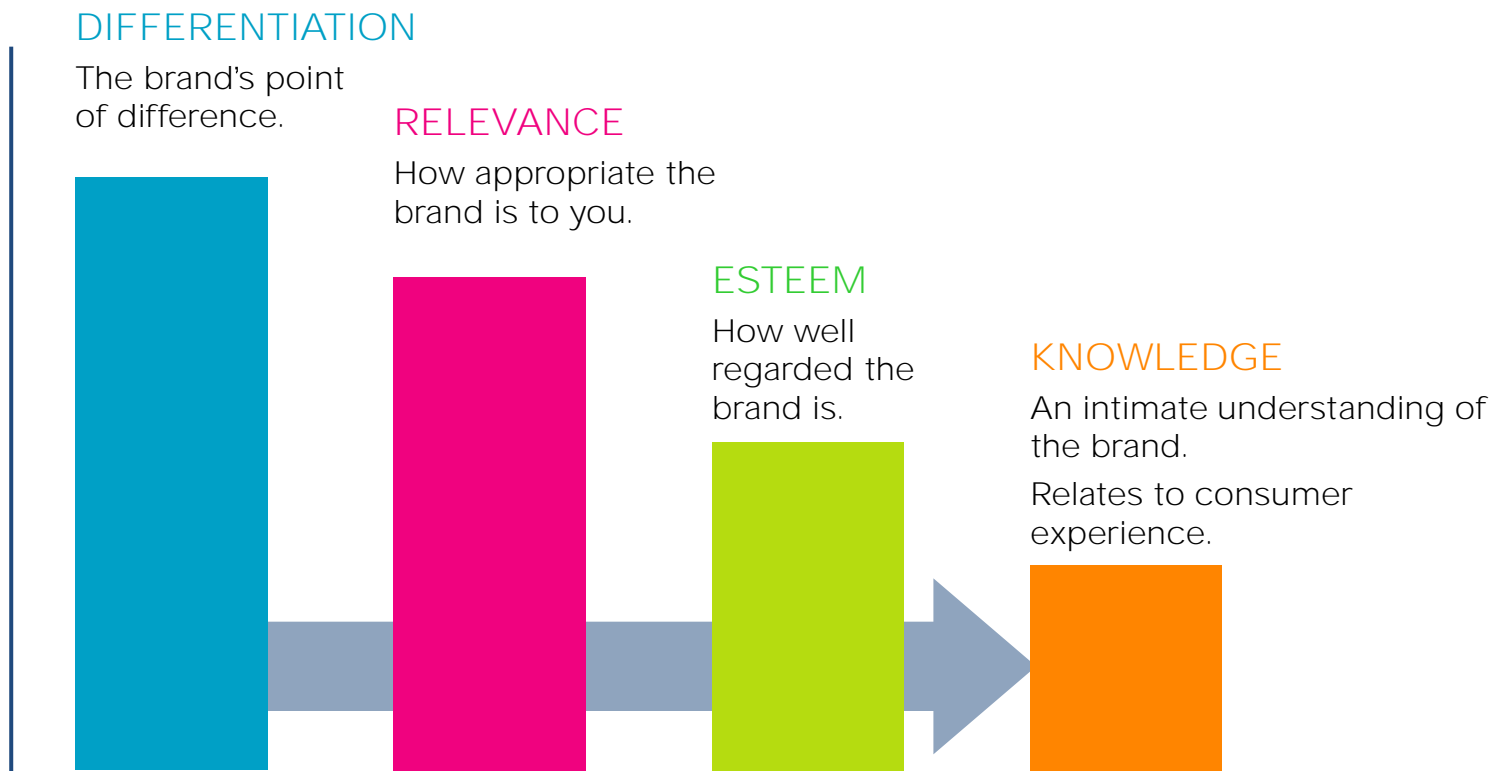 DIFFERENTIATION
The brand's point
of difference.
RELEVANCE
How appropriate the
brand is to you.
ESTEEM
How well
regarded the
brand is.
KNOWLEDGE
An intimate understanding of
the brand.
Relates to consumer
experience.